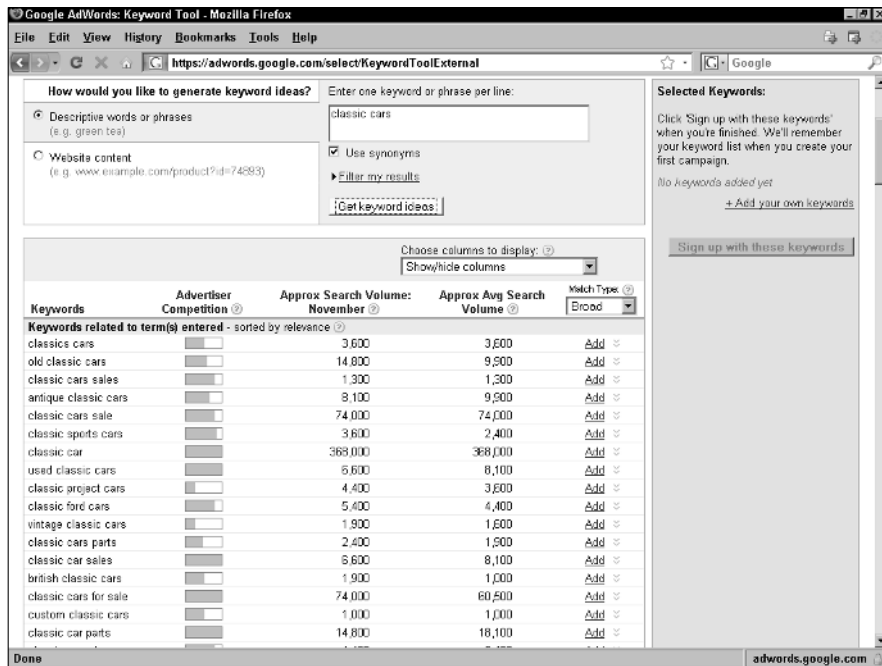 Google AdWords: Keyword Tool - Mozilla Firefox
File Edit View History Bookmarks Tools Help
https://adwords.google.com/select/KeywordToolExternal
Google
How would you like to generate keyword ideas?
Descriptive words or phrases
(e.g. green tea)
Website content
(e.g. www.example.com/product?id=74893)
Enter one keyword or phrase per line:
classic cars
Use synonyms
Filter my results
Get keyword ideas
Selected Keywords:
Click 'Sign up with these keywords'
when you're finished. We'll remember
your keyword list when you create your
first campaign.
No keywords added yet
+ Add your own keywords
Sign up with these keywords
Choose columns to display: ?
Show/hide columns
Keywords Advertiser Competition ? Approx Search Volume: November ? Approx Avg Search Volume ? Match Type: ? Broad
Keywords related to term(s) entered - sorted by relevance ?
classics cars 3,600 3,600 Add
old classic cars 14,800 9,900 Add
classic cars sales 1,300 1,300 Add
antique classic cars 8,100 9,900 Add
classic cars sale 74,000 74,000 Add
classic sports cars 3,600 2,400 Add
classic car 368,000 368,000 Add
used classic cars 6,600 8,100 Add
classic project cars 4,400 3,600 Add
classic ford cars 5,400 4,400 Add
vintage classic cars 1,900 1,600 Add
classic cars parts 2,400 1,900 Add
classic car sales 6,600 8,100 Add
british classic cars 1,900 1,000 Add
classic cars for sale 74,000 60,500 Add
custom classic cars 1,000 1,000 Add
classic car parts 14,800 18,100 Add
Done adwords.google.com